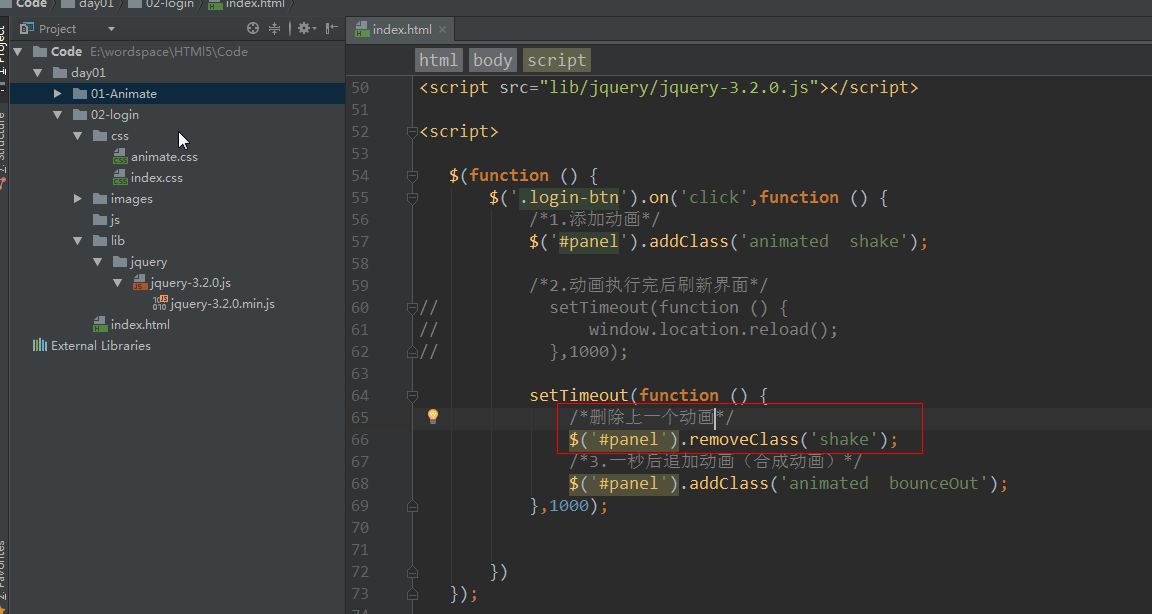 Code day01 02-login index.html
Project
index.html
Project
Code E:\wordspace\HTMl5\Code
day01
01-Animate
02-login
css
animate.css
index.css
images
js
lib
jquery
jquery-3.2.0.js
jquery-3.2.0.min.js
index.html
External Libraries
2: Structure
2: Favorites
html body script
50 <script src="lib/jquery/jquery-3.2.0.js"></script>
51
52 <script>
53
54 $(function () {
55 $('.login-btn').on('click',function () {
56 /*1.添加动画*/
57 $('#panel').addClass('animated  shake');
58
59 /*2.动画执行完后刷新界面*/
60 // setTimeout(function () {
61 // window.location.reload();
62 // },1000);
63
64 setTimeout(function () {
65 /*删除上一个动画*/
66 $('#panel').removeClass('shake');
67 /*3.一秒后追加动画（合成动画）*/
68 $('#panel').addClass('animated  bounceOut');
69 },1000);
70
71
72 })
73 });